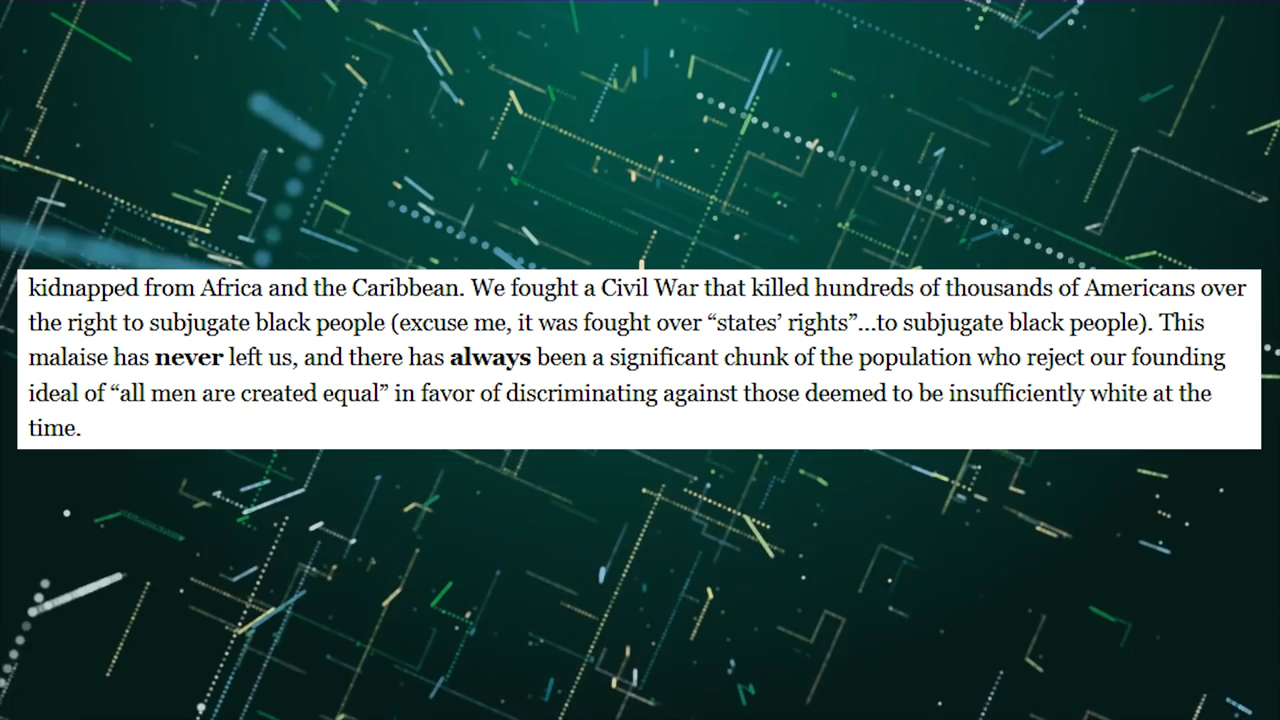 kidnapped from Africa and the Caribbean. We fought a Civil War that killed hundreds of thousands of Americans over
the right to subjugate black people (excuse me, it was fought over “states’ rights”...to subjugate black people). This
malaise has never left us, and there has always been a significant chunk of the population who reject our founding
ideal of “all men are created equal” in favor of discriminating against those deemed to be insufficiently white at the
time.